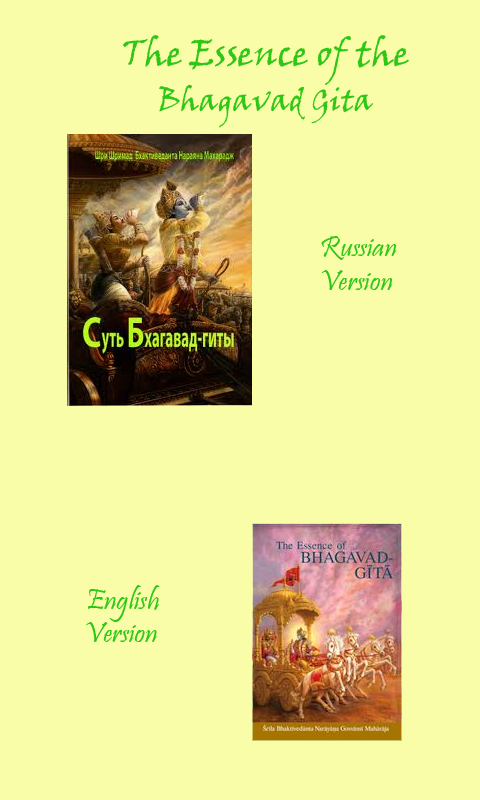 The Essence of the
Bhagavad Gita
Шри Шримад Бхактиведанта Нараяна Махарадж
Суть Бхагавад-гиты
Russian
Version
The Essence of
BHAGAVAD-
GĪTĀ
Śrīla Bhaktivedānta Nārāyaṇa Gosvāmī Mahārāja
English
Version